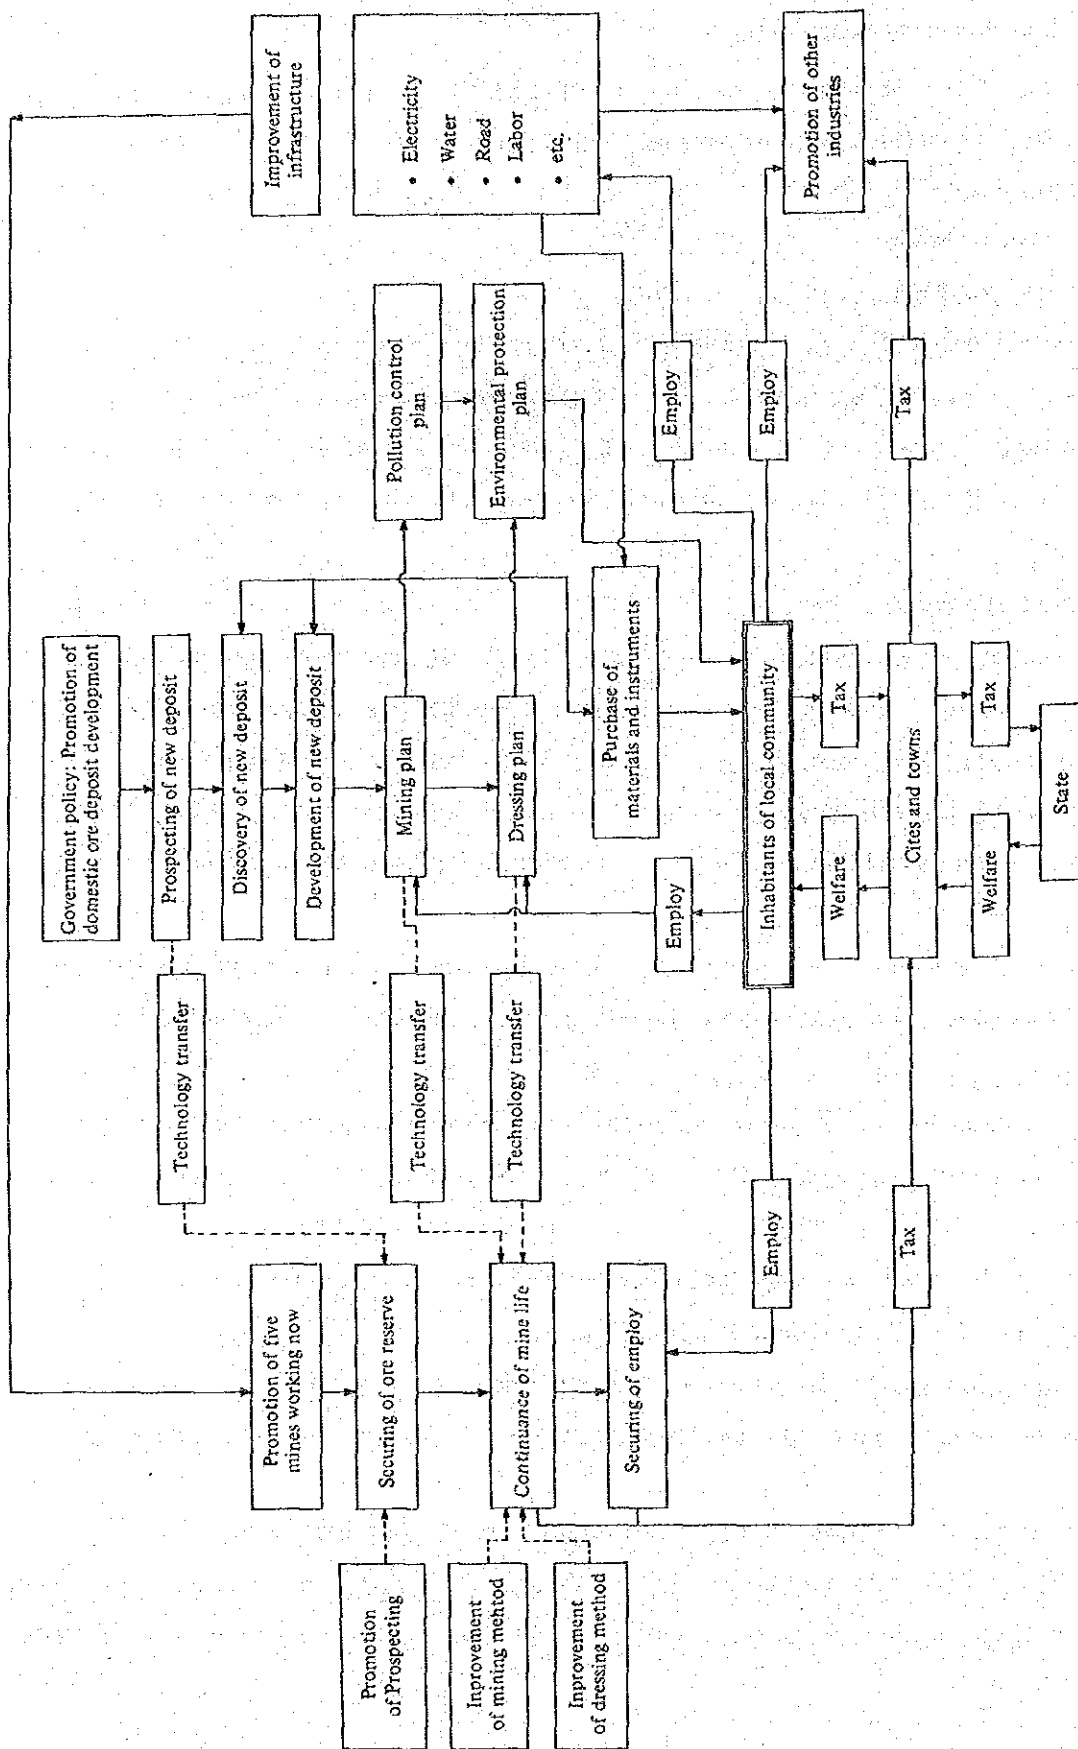 Government policy: Promotion of
domestic ore deposit development
Prospecting of new deposit
Discovery of new deposit
Development of new deposit
Mining plan
Dressing plan
Purchase of
materials and instruments
Pollution control
plan
Environmental protection
plan
Improvement of
infrastructure
• Electricity
• Water
• Road
• Labor
• etc.
Promotion of other
industries
Technology transfer
Technology transfer
Technology transfer
Promotion of five
mines working now
Securing of ore reserve
Continuance of mine life
Securing of employ
Promotion
of Prospecting
Inprovement
of mining mehtod
Inprovement
of dressing method
Employ
Employ
Employ
Employ
Inhabitants of local community
Welfare
Tax
Tax
Cites and towns
Tax
Welfare
Tax
State